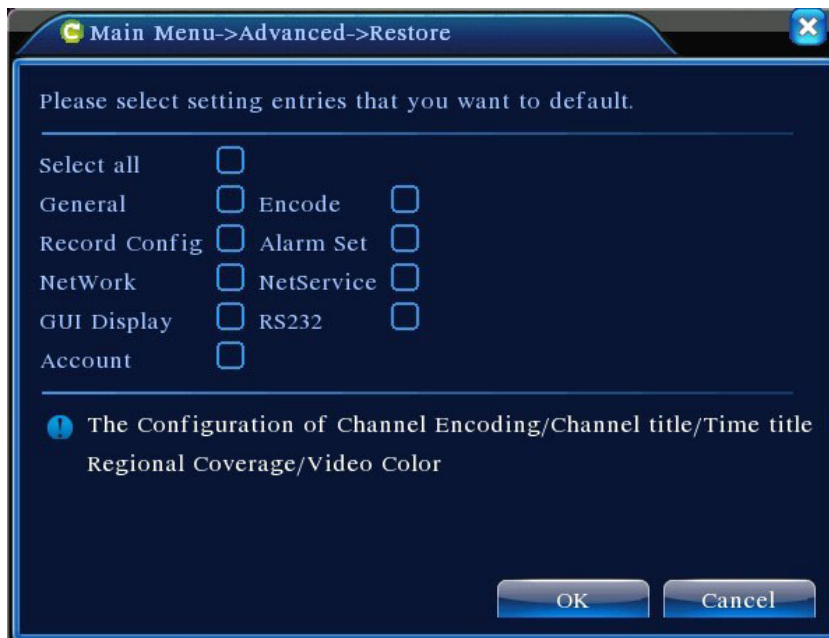 Main Menu->Advanced->Restore
Please select setting entries that you want to default.
Select all
General Encode
Record Config Alarm Set
NetWork NetService
GUI Display RS232
Account
The Configuration of Channel Encoding/Channel title/Time title
Regional Coverage/Video Color
OK Cancel